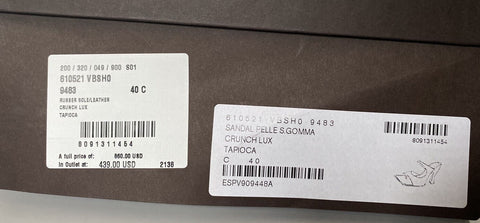 200 / 320 / 049 / 900 S01
610521 VBSH0
9483 40 C
RUBBER SOLE/LEATHER
CRUNCH LUX
TAPIOCA
8091311454
A full price of: 860.00 USD
In Outlet at: 439.00 USD 2138
610521 VBSH0 9483
SANDAL PELLE S.GOMMA
CRUNCH LUX
TAPIOCA
C 40
ESPV909448A
8091311454